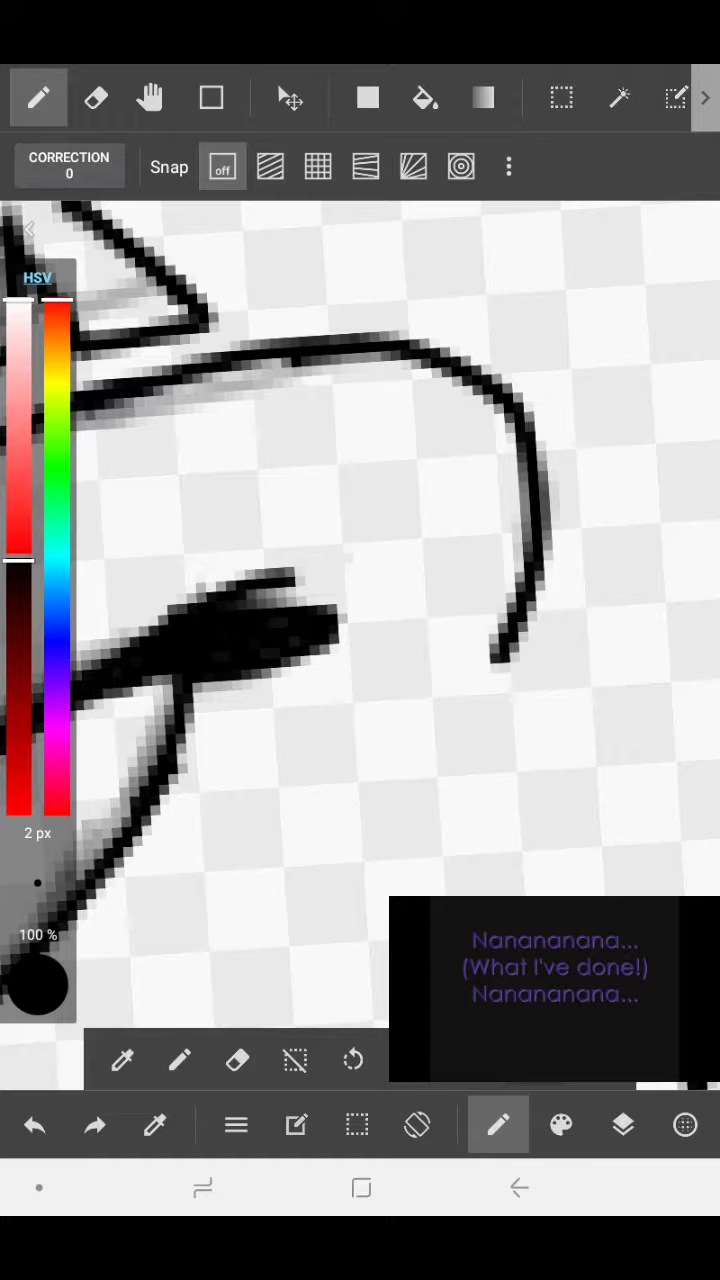 CORRECTION
0
Snap
off
HSV
2 px
100 %
Nanananana...
(What I've done!)
Nanananana...